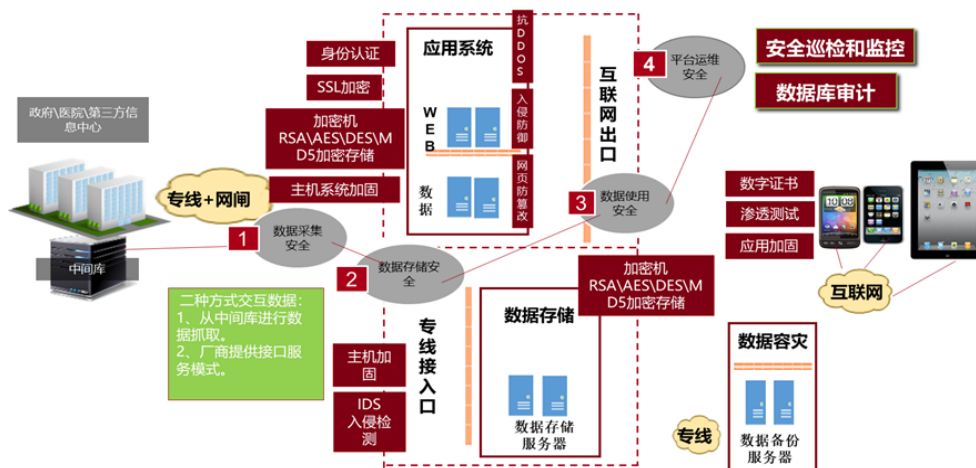 政府\医院\第三方信
息中心
中间库
专线+网闸
1
数据采集
安全
二种方式交互数据：
1、从中间库进行数
据抓取。
2、厂商提供接口服
务模式。
身份认证
SSL加密
加密机
RSA\AES\DES\M
D5加密存储
主机系统加固
应用系统
WEB
数据
抗DDOS
入侵防御
网页防篡改
互联网出口
2
数据存储安
全
3
数据使用
安全
4
平台运维
安全
安全巡检和监控
数据库审计
数字证书
渗透测试
应用加固
互联网
主机加
固
IDS
入侵检
测
专线接入口
数据存储
加密机
RSA\AES\DES\M
D5加密存储
数据存储
服务器
专线
数据容灾
数据备份
服务器